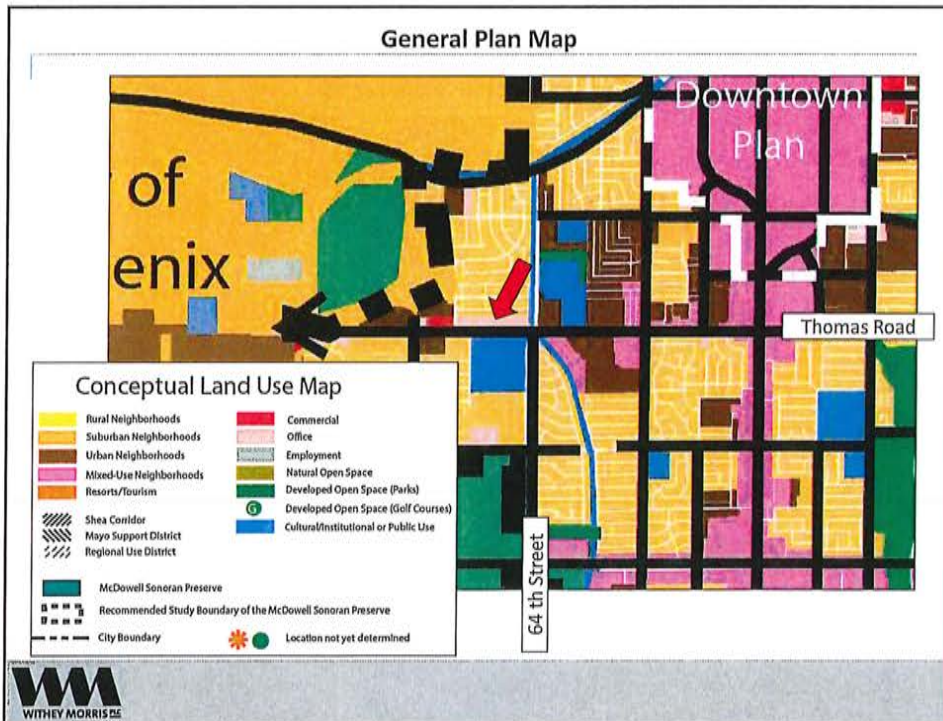 General Plan Map
Downtown
Plan
of
enix
Thomas Road
64 th Street
Conceptual Land Use Map
Rural Neighborhoods
Suburban Neighborhoods
Urban Neighborhoods
Mixed-Use Neighborhoods
Resorts/Tourism
Shea Corridor
Mayo Support District
Regional Use District
Commercial
Office
Employment
Natural Open Space
Developed Open Space (Parks)
G Developed Open Space (Golf Courses)
Cultural/Institutional or Public Use
McDowell Sonoran Preserve
Recommended Study Boundary of the McDowell Sonoran Preserve
City Boundary
Location not yet determined
WM
WITHEY MORRIS PLC